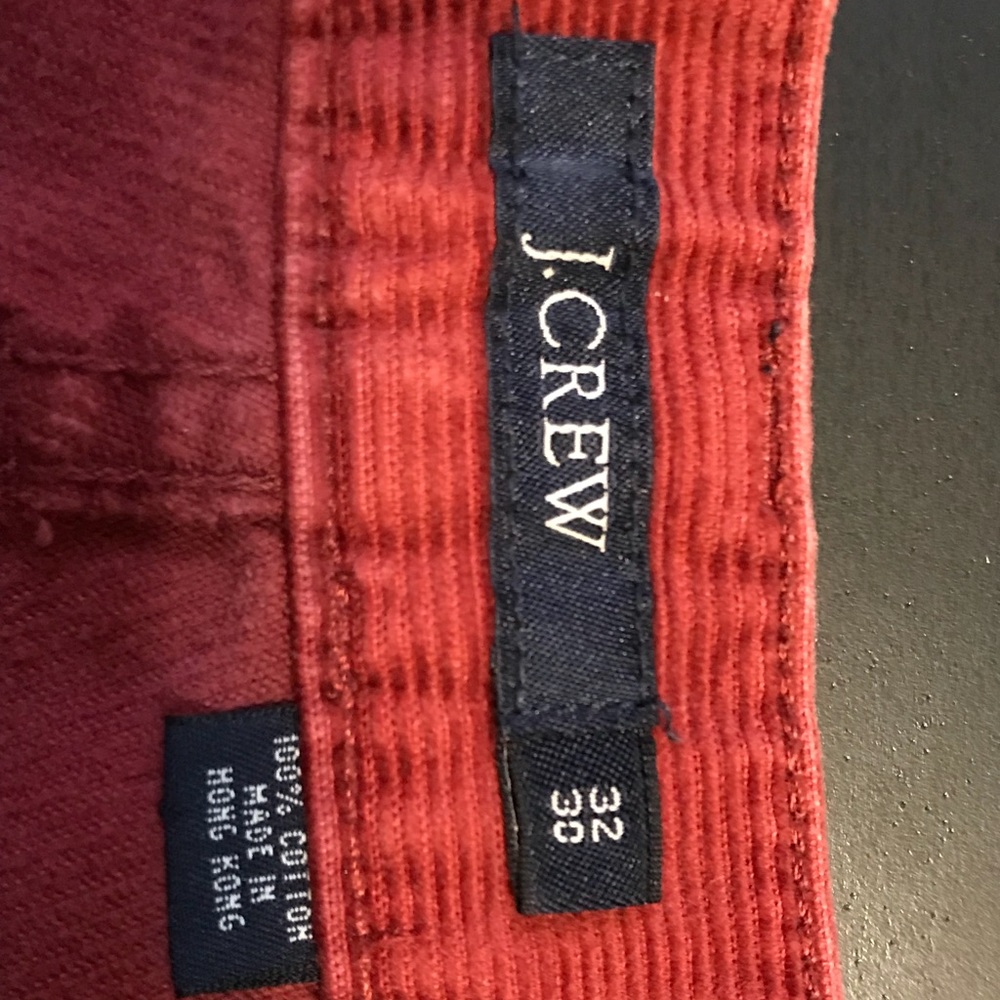 J.CREW
32
30
100% COTTON
MADE IN
HONG KONG